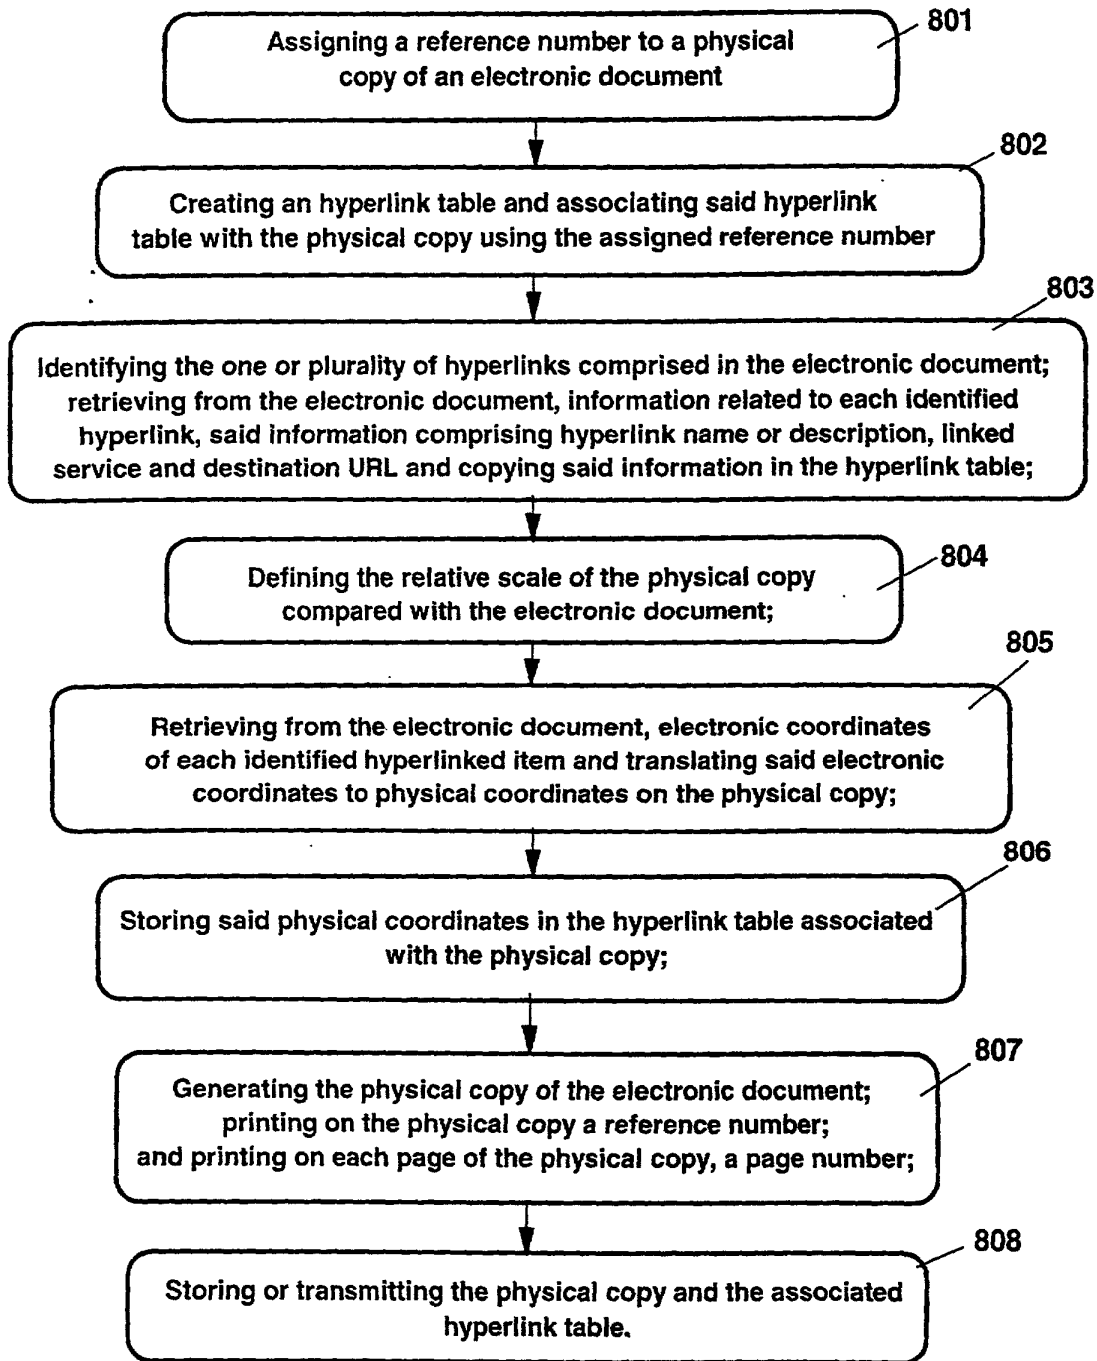 801
Assigning a reference number to a physical
copy of an electronic document
802
Creating an hyperlink table and associating said hyperlink
table with the physical copy using the assigned reference number
803
Identifying the one or plurality of hyperlinks comprised in the electronic document;
retrieving from the electronic document, information related to each identified
hyperlink, said information comprising hyperlink name or description, linked
service and destination URL and copying said information in the hyperlink table;
804
Defining the relative scale of the physical copy
compared with the electronic document;
805
Retrieving from the electronic document, electronic coordinates
of each identified hyperlinked item and translating said electronic
coordinates to physical coordinates on the physical copy;
806
Storing said physical coordinates in the hyperlink table associated
with the physical copy;
807
Generating the physical copy of the electronic document;
printing on the physical copy a reference number;
and printing on each page of the physical copy, a page number;
808
Storing or transmitting the physical copy and the associated
hyperlink table.